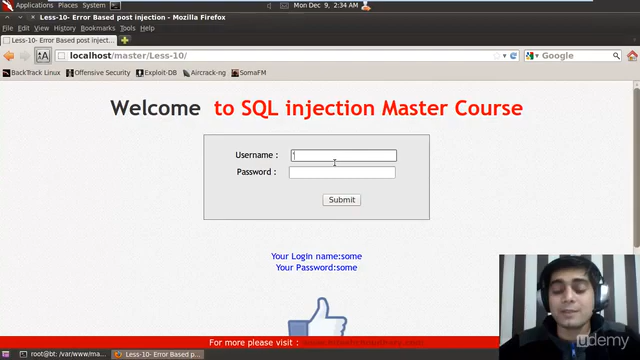 Applications Places System
Mon Dec 9, 2:34 AM
Less-10- Error Based post injection - Mozilla Firefox
File Edit View History Bookmarks Tools Help
Less-10- Error Based post inject...
localhost/master/Less-10/
Google
BackTrack Linux Offensive Security Exploit-DB Aircrack-ng SomaFM
Welcome to SQL injection Master Course
Username : '
Password :
Submit
Your Login name:some
Your Password:some
udemy
For more please visit :
root@bt: /var/www/ma...
Less-10- Error Based p...